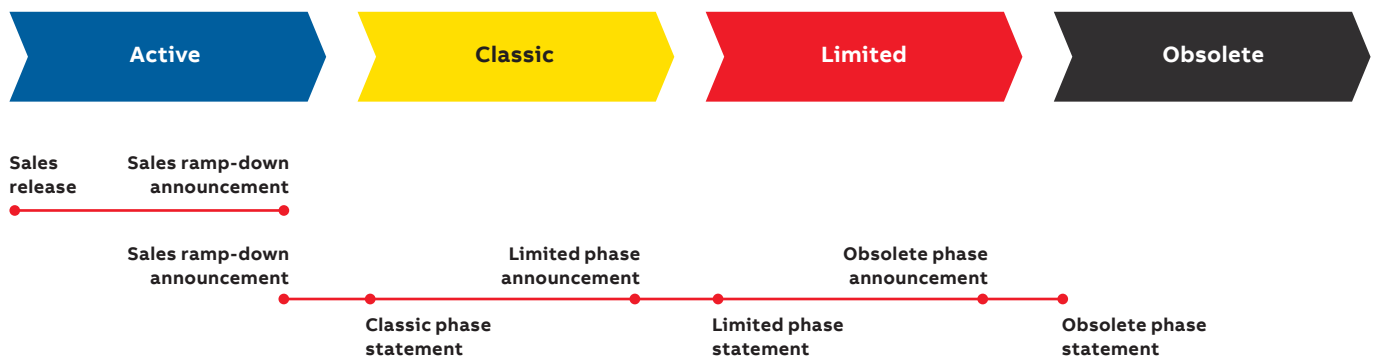 Active
Classic
Limited
Obsolete
Sales
release
Sales ramp-down
announcement
Sales ramp-down
announcement
Limited phase
announcement
Obsolete phase
announcement
Classic phase
statement
Limited phase
statement
Obsolete phase
statement